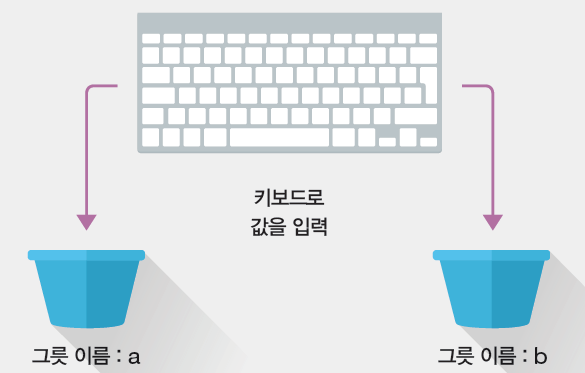 키보드로
값을 입력
그릇 이름 : a
그릇 이름 : b